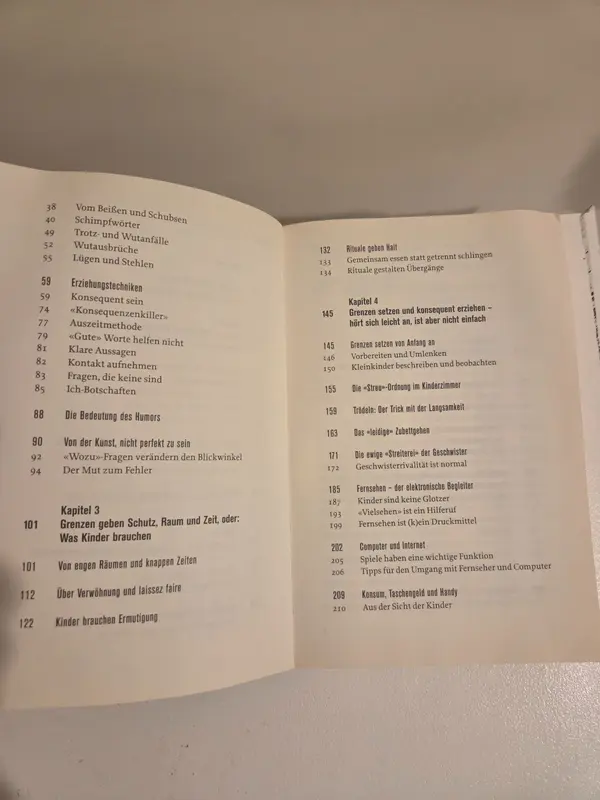 38 Vom Beißen und Schubsen
40 Schimpfwörter
49 Trotz- und Wutanfälle
52 Wutausbrüche
55 Lügen und Stehlen
59 Erziehungstechniken
59 Konsequent sein
74 «Konsequenzenkiller»
77 Auszeitmethode
79 «Gute» Worte helfen nicht
81 Klare Aussagen
82 Kontakt aufnehmen
83 Fragen, die keine sind
85 Ich-Botschaften
88 Die Bedeutung des Humors
90 Von der Kunst, nicht perfekt zu sein
92 «Wozu»-Fragen verändern den Blickwinkel
94 Der Mut zum Fehler
Kapitel 3
101 Grenzen geben Schutz, Raum und Zeit, oder:
Was Kinder brauchen
101 Von engen Räumen und knappen Zeiten
112 Über Verwöhnung und laissez faire
122 Kinder brauchen Ermutigung
132 Rituale geben Halt
133 Gemeinsam essen statt getrennt schlingen
134 Rituale gestalten Übergänge
Kapitel 4
145 Grenzen setzen und konsequent erziehen –
hört sich leicht an, ist aber nicht einfach
145 Grenzen setzen von Anfang an
146 Vorbereiten und Umlenken
150 Kleinkinder beschreiben und beobachten
155 Die «Streu»-Ordnung im Kinderzimmer
159 Trödeln: Der Trick mit der Langsamkeit
163 Das «leidige» Zubettgehen
171 Die ewige «Streiterei» der Geschwister
172 Geschwisterrivalität ist normal
185 Fernsehen – der elektronische Begleiter
187 Kinder sind keine Glotzer
193 «Vielsehen» ist ein Hilferuf
199 Fernsehen ist (k)ein Druckmittel
202 Computer und Internet
205 Spiele haben eine wichtige Funktion
206 Tipps für den Umgang mit Fernseher und Computer
209 Konsum, Taschengeld und Handy
210 Aus der Sicht der Kinder